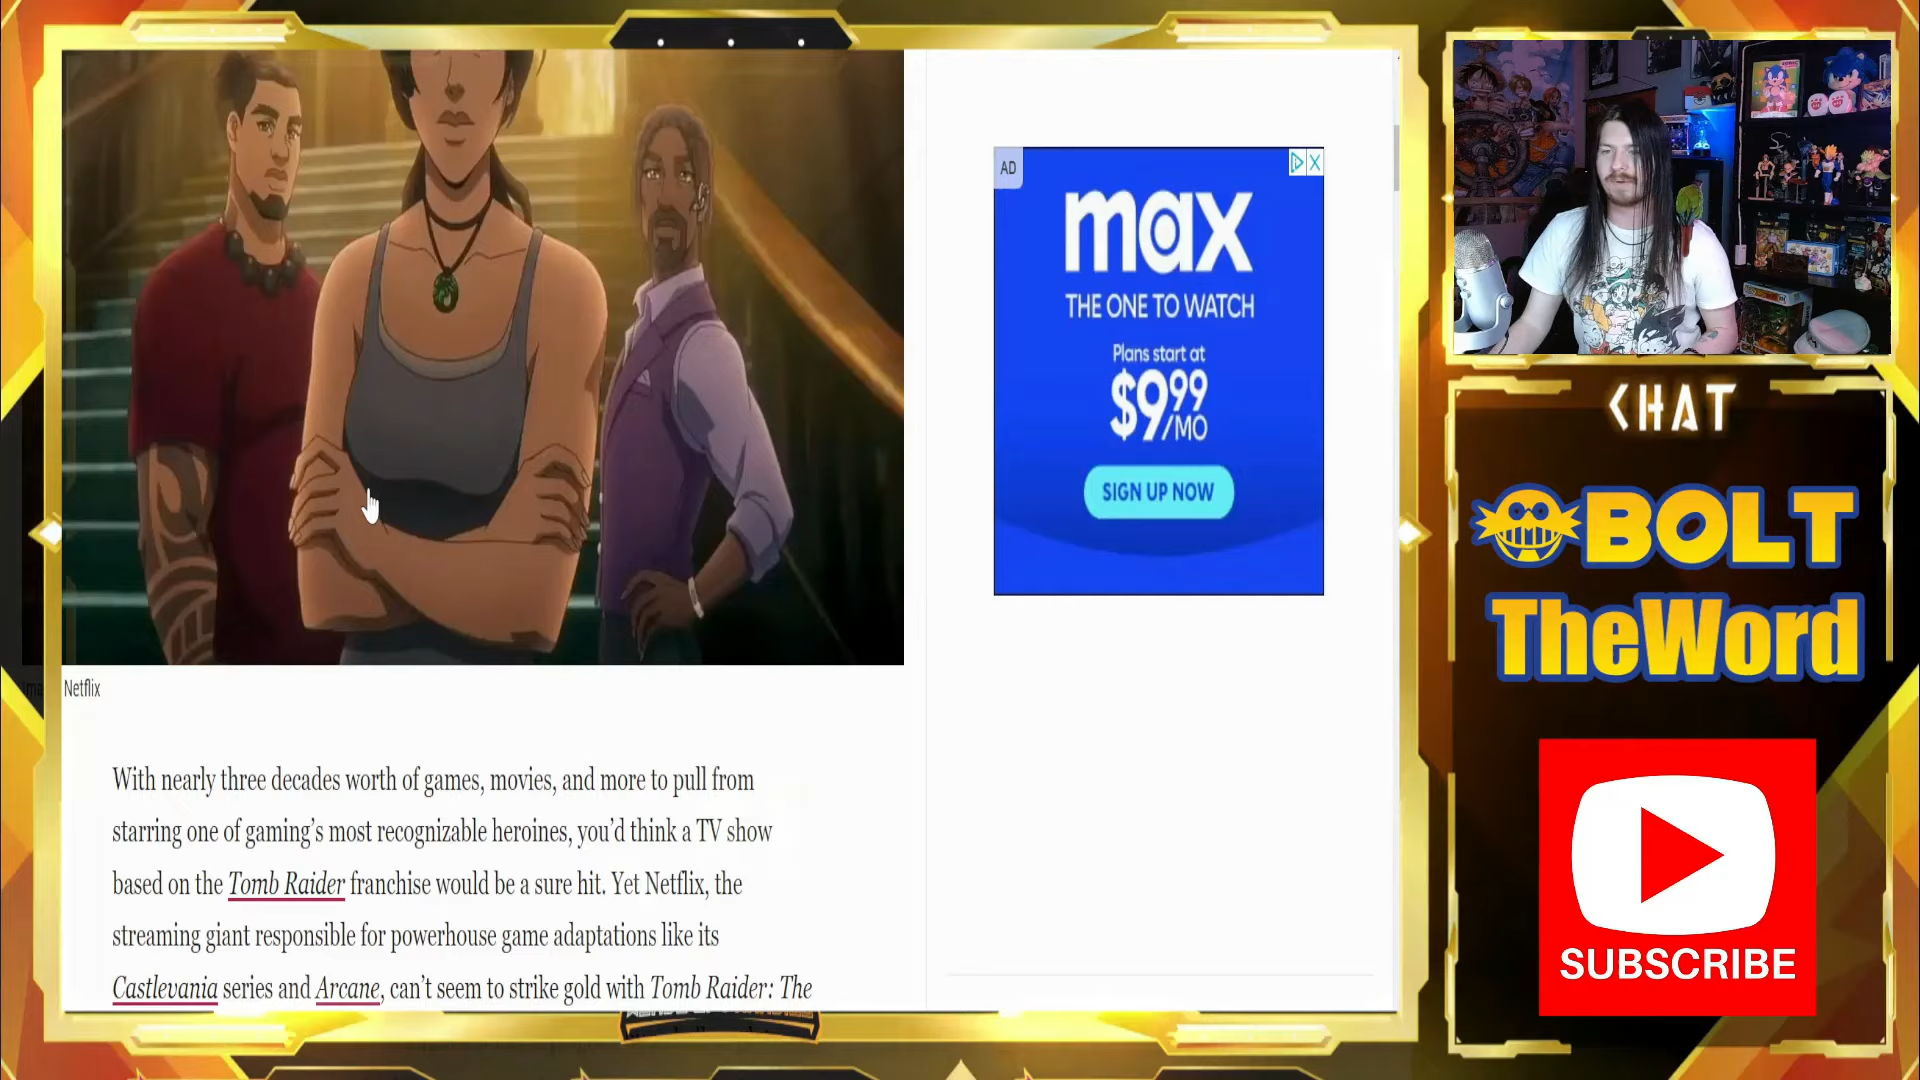 AD
max
THE ONE TO WATCH
Plans start at
$9.99/MO
SIGN UP NOW
CHAT
BOLT
TheWord
SUBSCRIBE
Netflix
With nearly three decades worth of games, movies, and more to pull from
starring one of gaming’s most recognizable heroines, you’d think a TV show
based on the Tomb Raider franchise would be a sure hit. Yet Netflix, the
streaming giant responsible for powerhouse game adaptations like its
Castlevania series and Arcane, can’t seem to strike gold with Tomb Raider: The